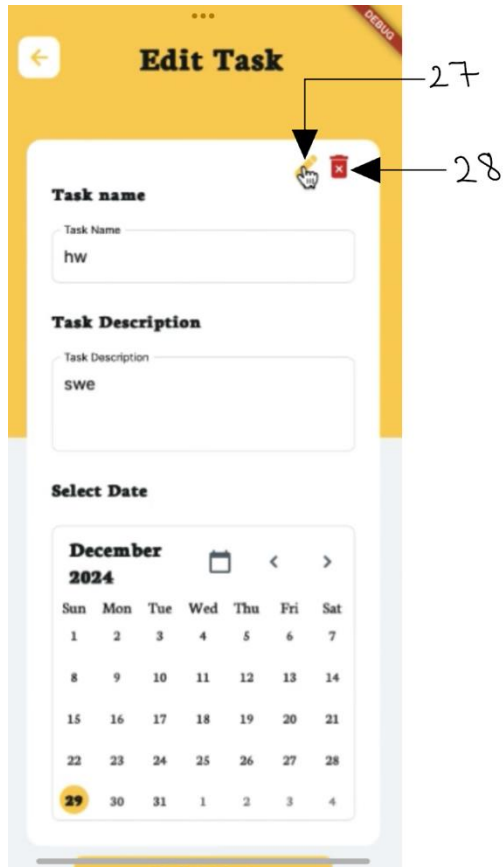 DEBUG
Edit Task
27
28
Task name
Task Name
hw
Task Description
Task Description
swe
Select Date
December
2024
Sun Mon Tue Wed Thu Fri Sat
1 2 3 4 5 6 7
8 9 10 11 12 13 14
15 16 17 18 19 20 21
22 23 24 25 26 27 28
29 30 31 1 2 3 4